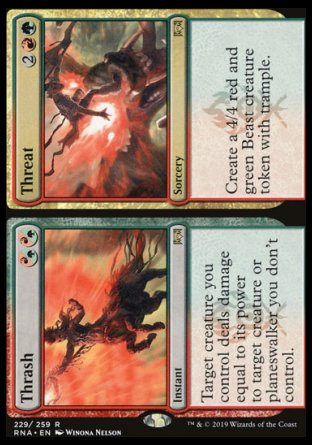 Thrash
Instant
Target creature you
control deals damage
equal to its power
to target creature or
planeswalker you don't
control.
229/259 R
RNA • EN Winona Nelson
™ & © 2019 Wizards of the Coast
Threat
2
Sorcery
Create a 4/4 red and
green Beast creature
token with trample.